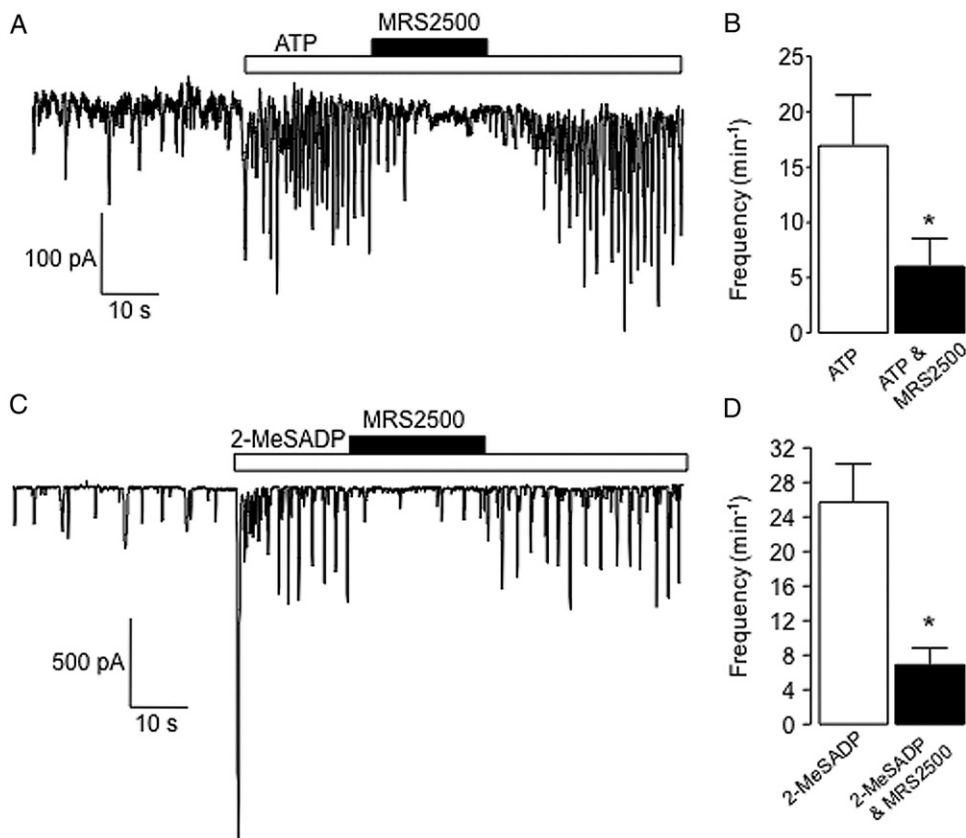 A
MRS2500
ATP
100 pA
10 s
B
25
20
15
10
5
0
Frequency (min-1)
*
ATP
ATP &
MRS2500
C
MRS2500
2-MeSADP
500 pA
10 s
D
32
28
24
20
16
12
8
4
0
Frequency (min-1)
*
2-MeSADP
2-MeSADP
& MRS2500